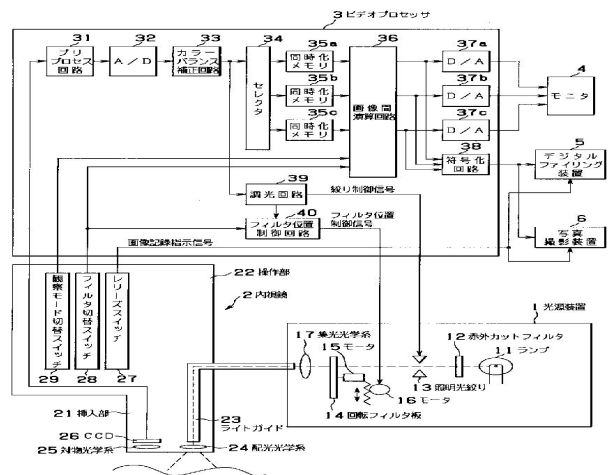 3 ビデオプロセッサ
31
プリ
プロセス
回路
32
A/D
33
カラー
バランス
補正回路
34
セレクタ
35a
同時化
メモリ
35b
同時化
メモリ
35c
同時化
メモリ
36
画像間
演算回路
37a
D/A
37b
D/A
37c
D/A
38
符号化
回路
4
モニタ
5
デジタル
ファイリング
装置
6
写真
撮影装置
39
調光回路
絞り制御信号
40
フィルタ位置
制御回路
フィルタ位置
制御信号
画像記録指示信号
22 操作部
2 内視鏡
観察モード切替スイッチ
29
フィルタ切替スイッチ
28
レリーズスイッチ
27
21 挿入部
26 CCD
25 対物光学系
23
ライトガイド
24 配光光学系
1 光源装置
17 集光光学系
15 モータ
16 モータ
14 回転フィルタ板
13 照明光絞り
12 赤外カットフィルタ
11 ランプ